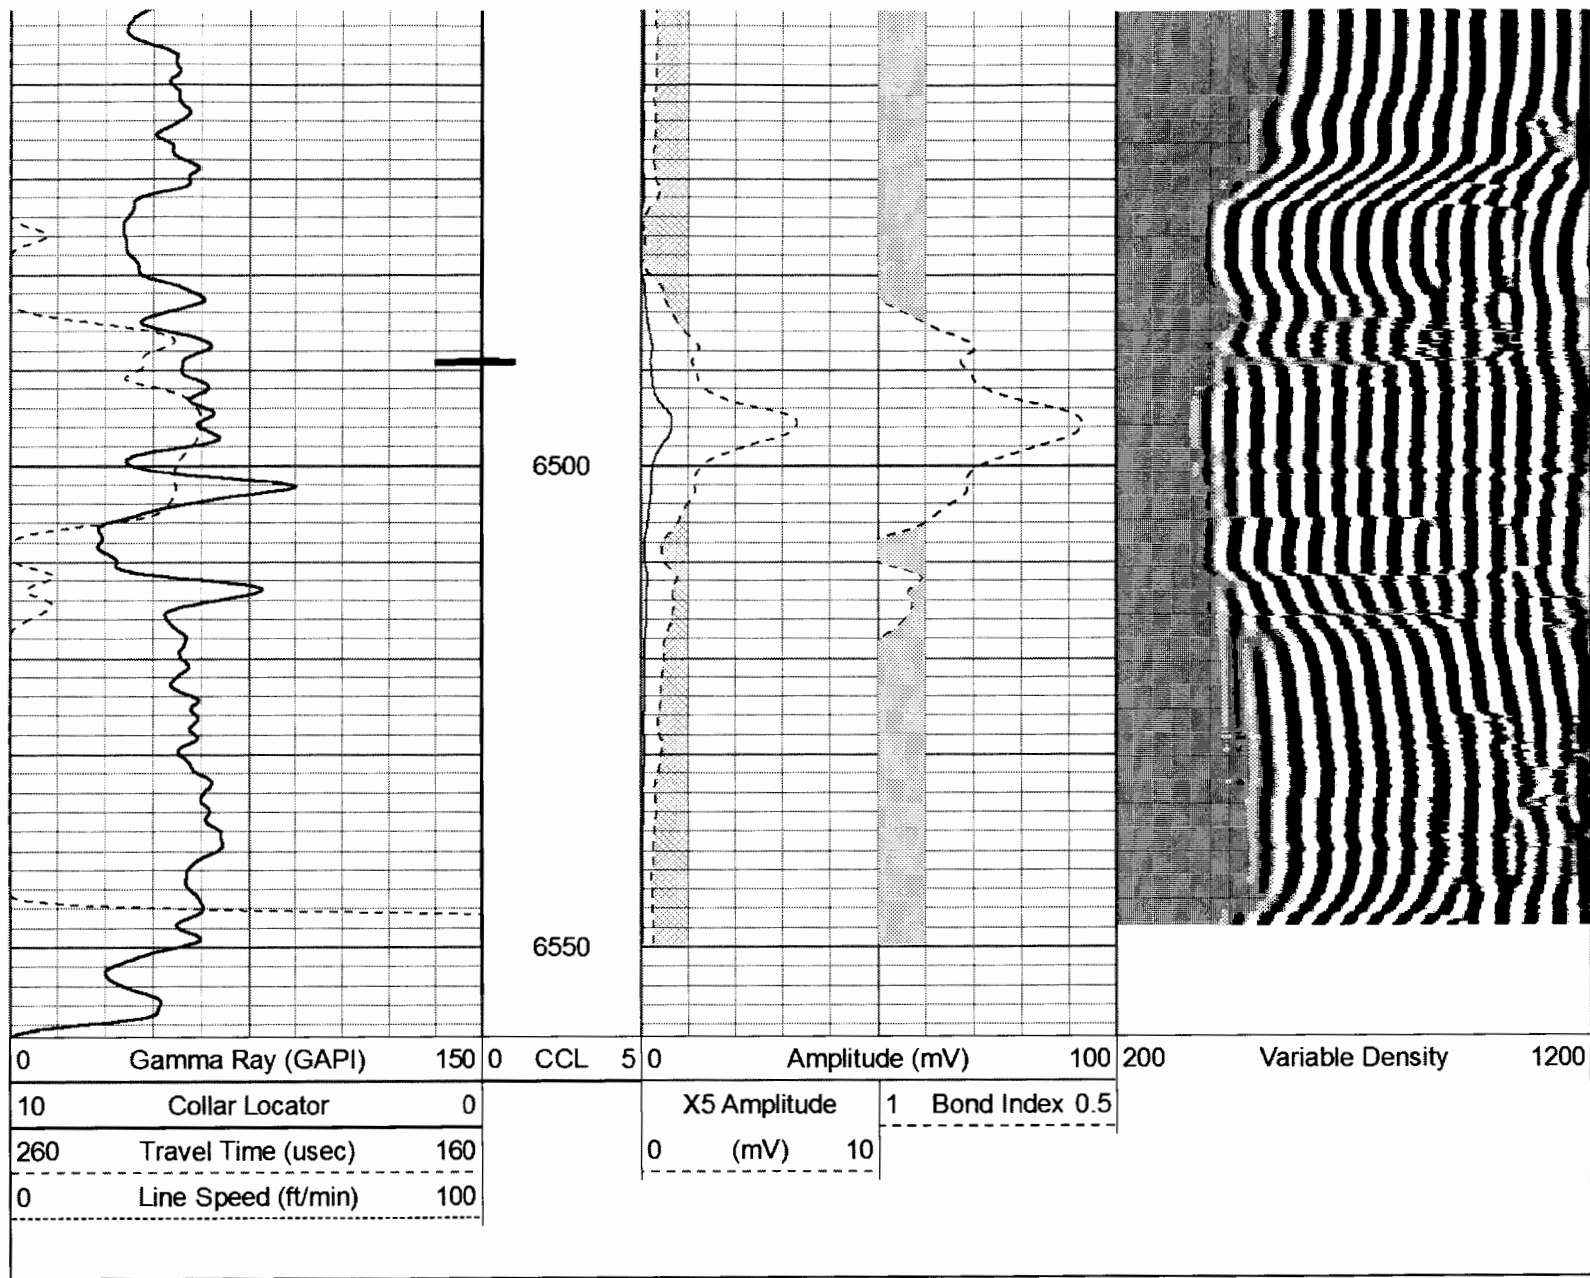 6500
6550
0 Gamma Ray (GAPI) 150 0 CCL 5 0 Amplitude (mV) 100 200 Variable Density 1200
10 Collar Locator 0 X5 Amplitude 1 Bond Index 0.5
260 Travel Time (usec) 160 0 (mV) 10
0 Line Speed (ft/min) 100